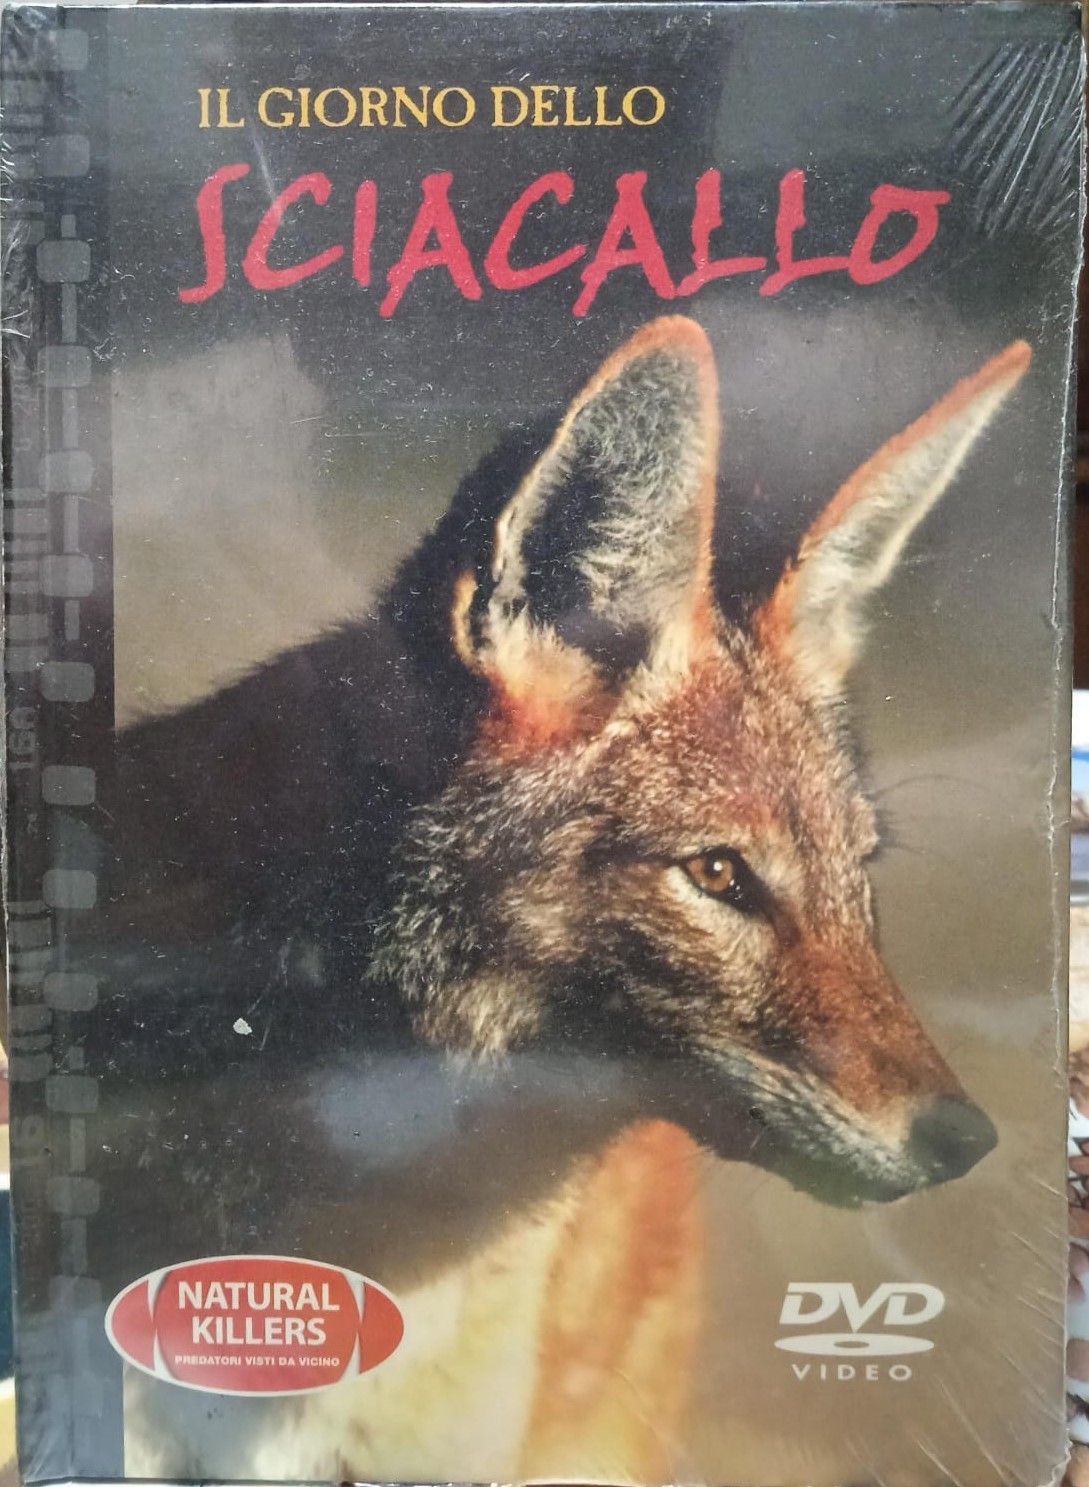 IL GIORNO DELLO
SCIACALLO
NATURAL
KILLERS
PREDATORI VISTI DA VICINO
DVD
VIDEO